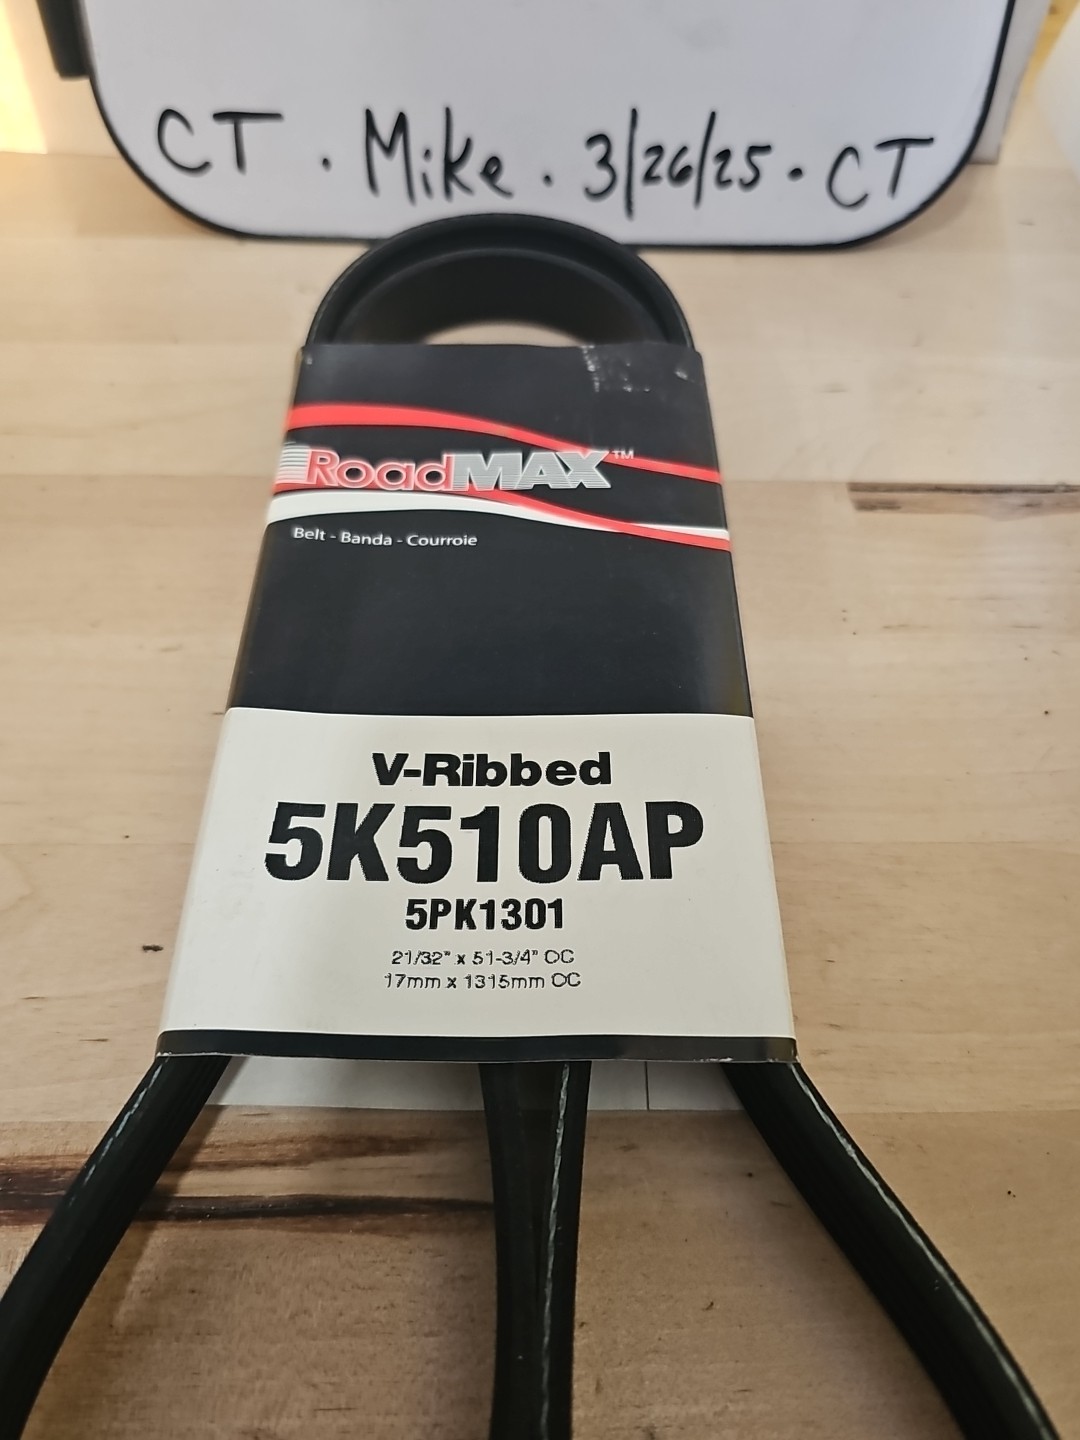 CT . Mike . 3/26/25 . CT
RoadMAX™
Belt - Banda - Courroie
V-Ribbed
5K510AP
5PK1301
21/32" x 51-3/4" OC
17mm x 1315mm OC